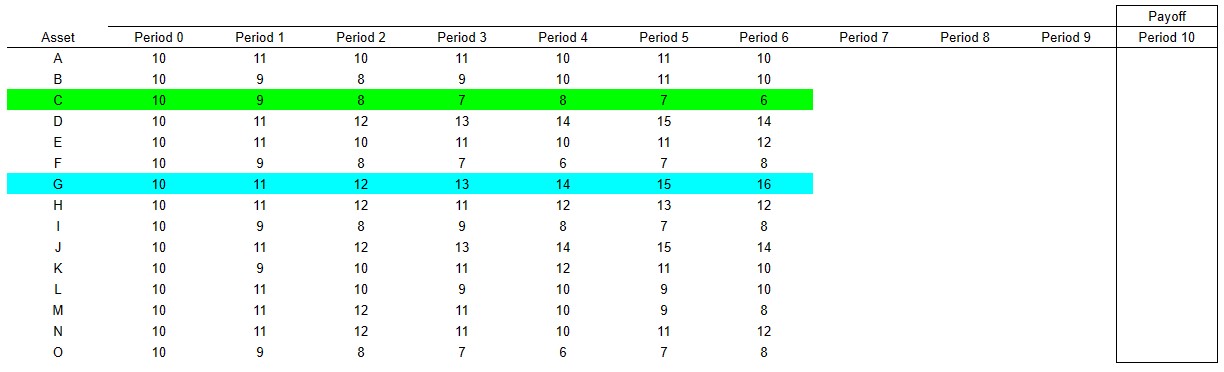 Payoff
Asset Period 0 Period 1 Period 2 Period 3 Period 4 Period 5 Period 6 Period 7 Period 8 Period 9 Period 10
A 10 11 10 11 10 11 10
B 10 9 8 9 10 11 10
C 10 9 8 7 8 7 6
D 10 11 12 13 14 15 14
E 10 11 10 11 10 11 12
F 10 9 8 7 6 7 8
G 10 11 12 13 14 15 16
H 10 11 12 11 12 13 12
I 10 9 8 9 8 7 8
J 10 11 12 13 14 15 14
K 10 9 10 11 12 11 10
L 10 11 10 9 10 9 10
M 10 11 12 11 10 9 8
N 10 11 12 11 10 11 12
O 10 9 8 7 6 7 8